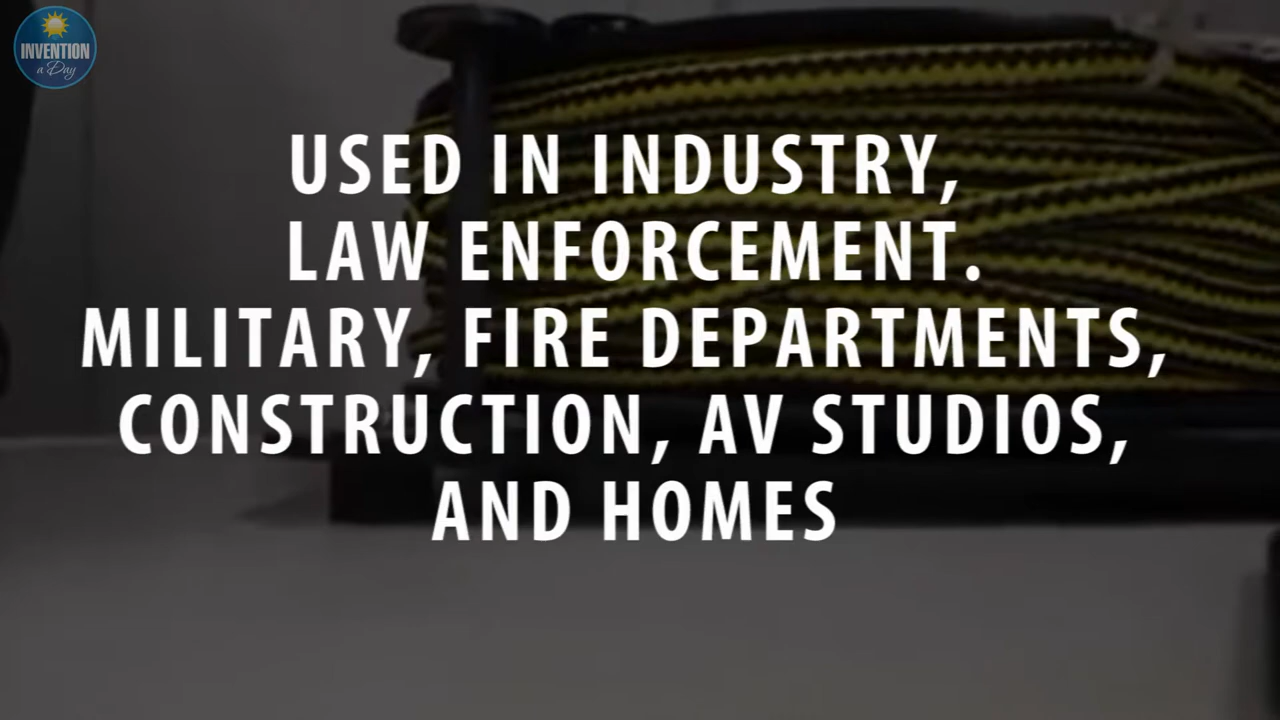 INVENTION
a Day
USED IN INDUSTRY,
LAW ENFORCEMENT.
MILITARY, FIRE DEPARTMENTS,
CONSTRUCTION, AV STUDIOS,
AND HOMES